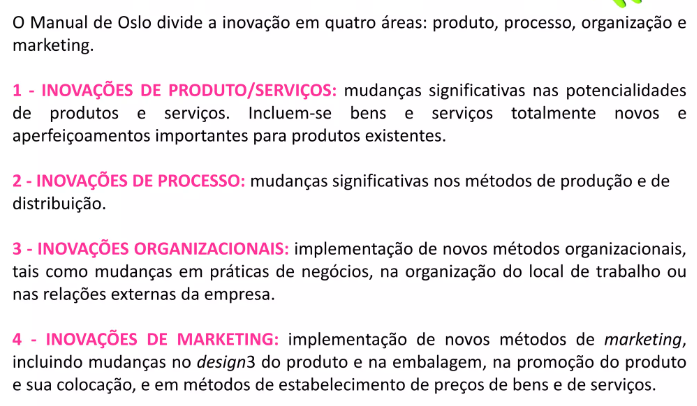 O Manual de Oslo divide a inovação em quatro áreas: produto, processo, organização e
marketing.
1 - INOVAÇÕES DE PRODUTO/SERVIÇOS: mudanças significativas nas potencialidades
de produtos e serviços. Incluem-se bens e serviços totalmente novos e
aperfeiçoamentos importantes para produtos existentes.
2 - INOVAÇÕES DE PROCESSO: mudanças significativas nos métodos de produção e de
distribuição.
3 - INOVAÇÕES ORGANIZACIONAIS: implementação de novos métodos organizacionais,
tais como mudanças em práticas de negócios, na organização do local de trabalho ou
nas relações externas da empresa.
4 - INOVAÇÕES DE MARKETING: implementação de novos métodos de marketing,
incluindo mudanças no design3 do produto e na embalagem, na promoção do produto
e sua colocação, e em métodos de estabelecimento de preços de bens e de serviços.